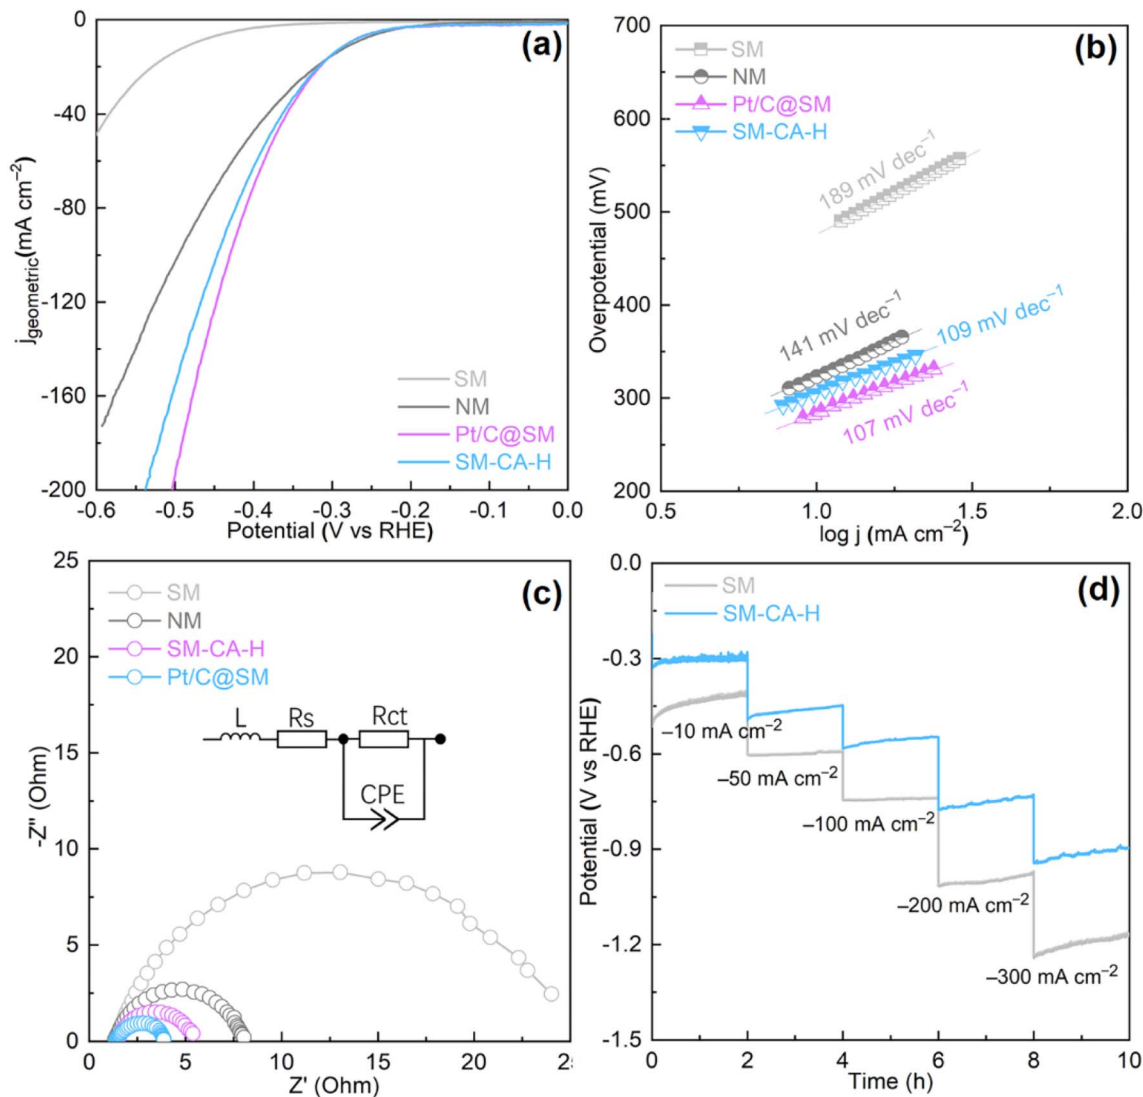 (a)
0
-40
-80
-120
-160
-200
j_geometric(mA cm⁻²)
SM
NM
Pt/C@SM
SM-CA-H
-0.6 -0.5 -0.4 -0.3 -0.2 -0.1 0.0
Potential (V vs RHE)
(b)
700
600
500
400
300
200
Overpotential (mV)
SM
NM
Pt/C@SM
SM-CA-H
189 mV dec⁻¹
141 mV dec⁻¹
109 mV dec⁻¹
107 mV dec⁻¹
0.5 1.0 1.5 2.0
log j (mA cm⁻²)
(c)
25
20
15
10
5
0
-Z'' (Ohm)
SM
NM
SM-CA-H
Pt/C@SM
L Rs Rct
CPE
0 5 10 15 20 25
Z' (Ohm)
(d)
0.0
-0.3
-0.6
-0.9
-1.2
-1.5
Potential (V vs RHE)
SM
SM-CA-H
–10 mA cm⁻²
–50 mA cm⁻²
–100 mA cm⁻²
–200 mA cm⁻²
–300 mA cm⁻²
0 2 4 6 8 10
Time (h)